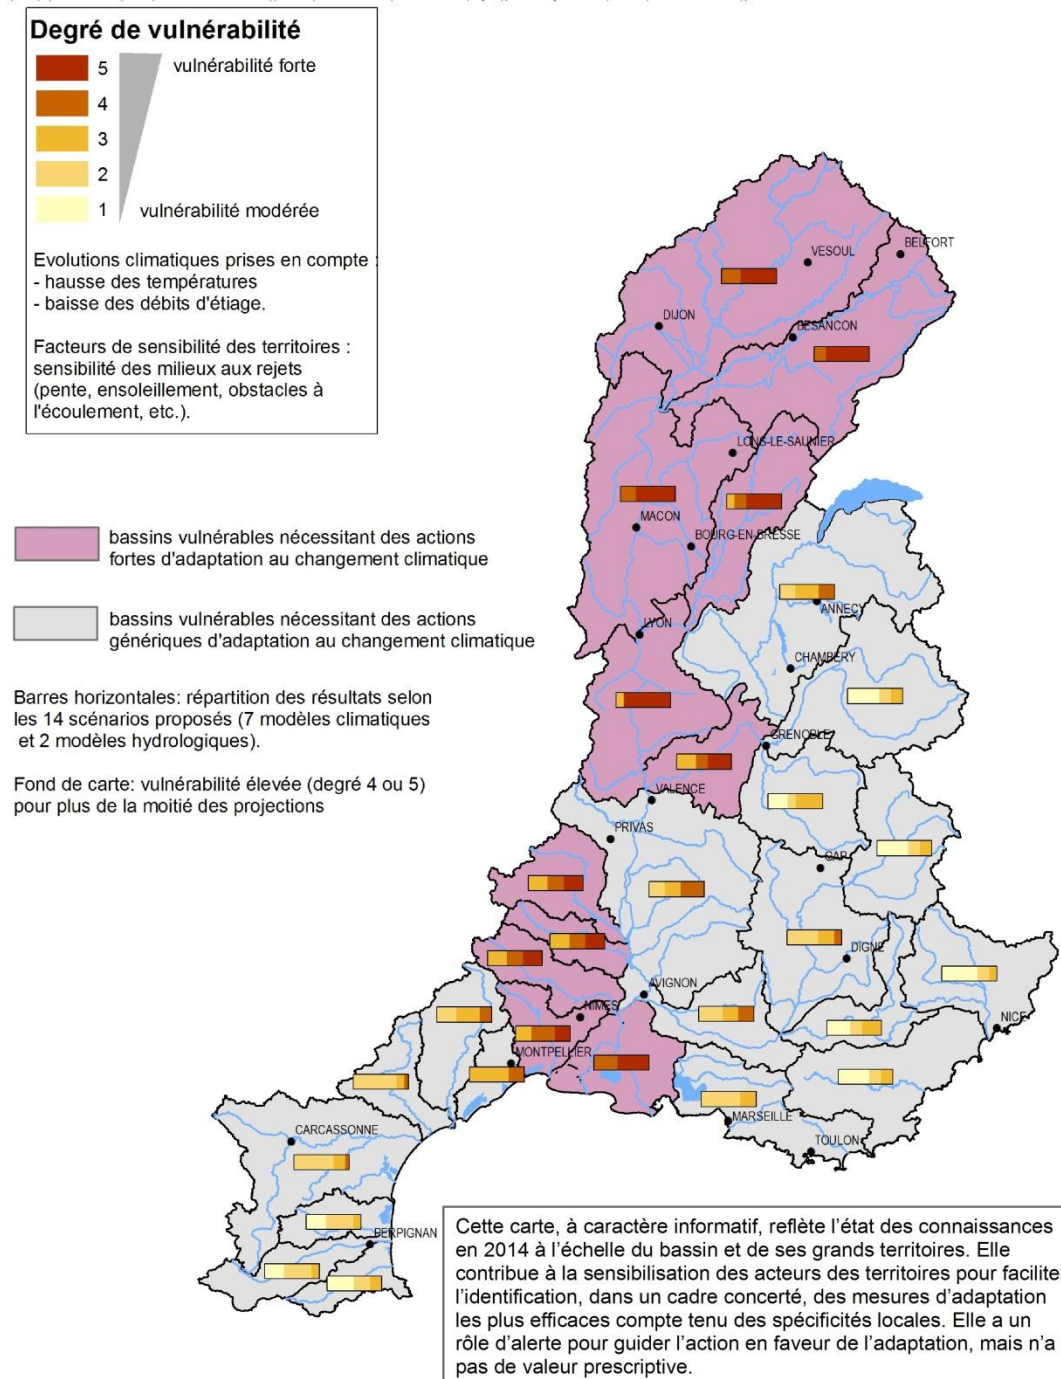 Degré de vulnérabilité
5
vulnérabilité forte
4
3
2
1
vulnérabilité modérée
Evolutions climatiques prises en compte :
- hausse des températures
- baisse des débits d'étiage.
Facteurs de sensibilité des territoires :
sensibilité des milieux aux rejets
(pente, ensoleillement, obstacles à
l'écoulement, etc.).
bassins vulnérables nécessitant des actions
fortes d'adaptation au changement climatique
bassins vulnérables nécessitant des actions
génériques d'adaptation au changement climatique
Barres horizontales: répartition des résultats selon
les 14 scénarios proposés (7 modèles climatiques
et 2 modèles hydrologiques).
Fond de carte: vulnérabilité élevée (degré 4 ou 5)
pour plus de la moitié des projections
BELFORT
VESOUL
DIJON
BESANCON
LONS-LE-SAUNIER
MACON
BOURG-EN-BRESSE
ANNECY
LYON
CHAMBERY
GRENOBLE
VALENCE
PRIVAS
GAP
DIGNE
AVIGNON
NIMES
NICE
MONTPELLIER
MARSEILLE
TOULON
CARCASSONNE
PERPIGNAN
Cette carte, à caractère informatif, reflète l'état des connaissances
en 2014 à l'échelle du bassin et de ses grands territoires. Elle
contribue à la sensibilisation des acteurs des territoires pour facilite
l'identification, dans un cadre concerté, des mesures d'adaptation
les plus efficaces compte tenu des spécificités locales. Elle a un
rôle d'alerte pour guider l'action en faveur de l'adaptation, mais n'a
pas de valeur prescriptive.